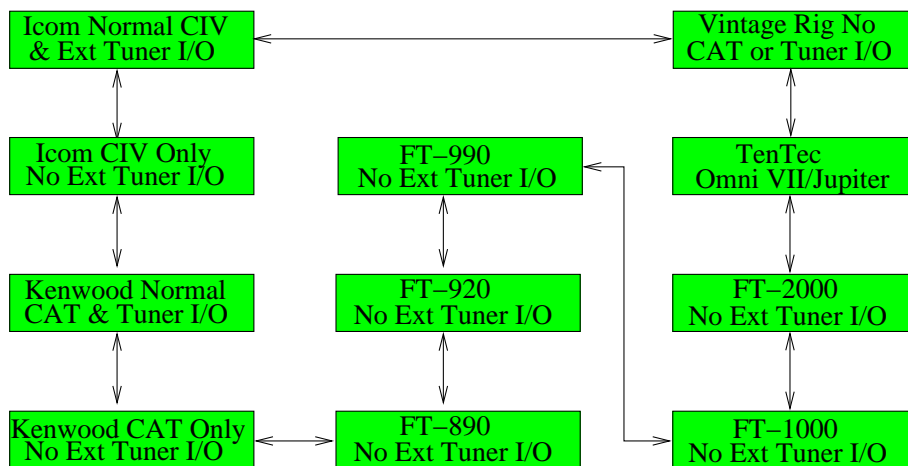 Icom Normal CIV
& Ext Tuner I/O
Vintage Rig No
CAT or Tuner I/O
Icom CIV Only
No Ext Tuner I/O
FT−990
No Ext Tuner I/O
TenTec
Omni VII/Jupiter
Kenwood Normal
CAT & Tuner I/O
FT−920
No Ext Tuner I/O
FT−2000
No Ext Tuner I/O
Kenwood CAT Only
No Ext Tuner I/O
FT−890
No Ext Tuner I/O
FT−1000
No Ext Tuner I/O